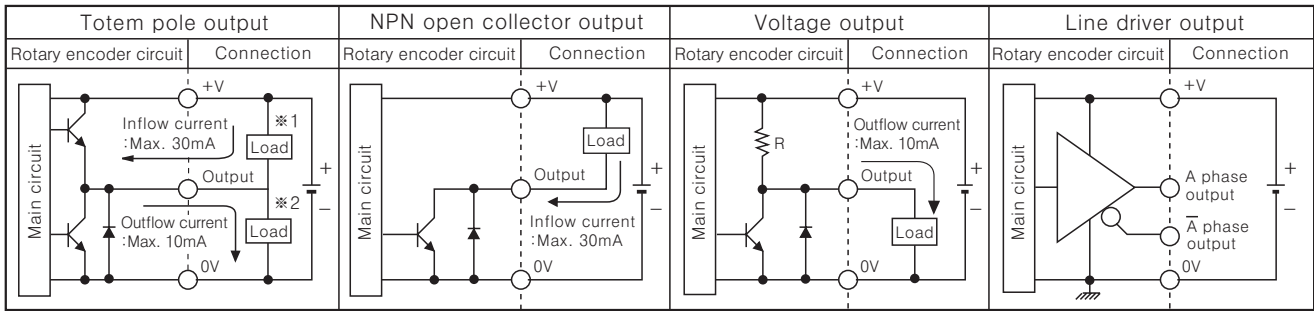 Totem pole output
Rotary encoder circuit
Connection
Main circuit
+V
Inflow current
:Max. 30mA
※1
Load
Output
※2
Outflow current
:Max. 10mA
Load
+
−
0V
NPN open collector output
Rotary encoder circuit
Connection
Main circuit
+V
Load
Output
Inflow current
:Max. 30mA
+
−
0V
Voltage output
Rotary encoder circuit
Connection
Main circuit
+V
R
Outflow current
:Max. 10mA
Output
Load
+
−
0V
Line driver output
Rotary encoder circuit
Connection
Main circuit
+V
A phase
output
A̅ phase
output
+
−
0V